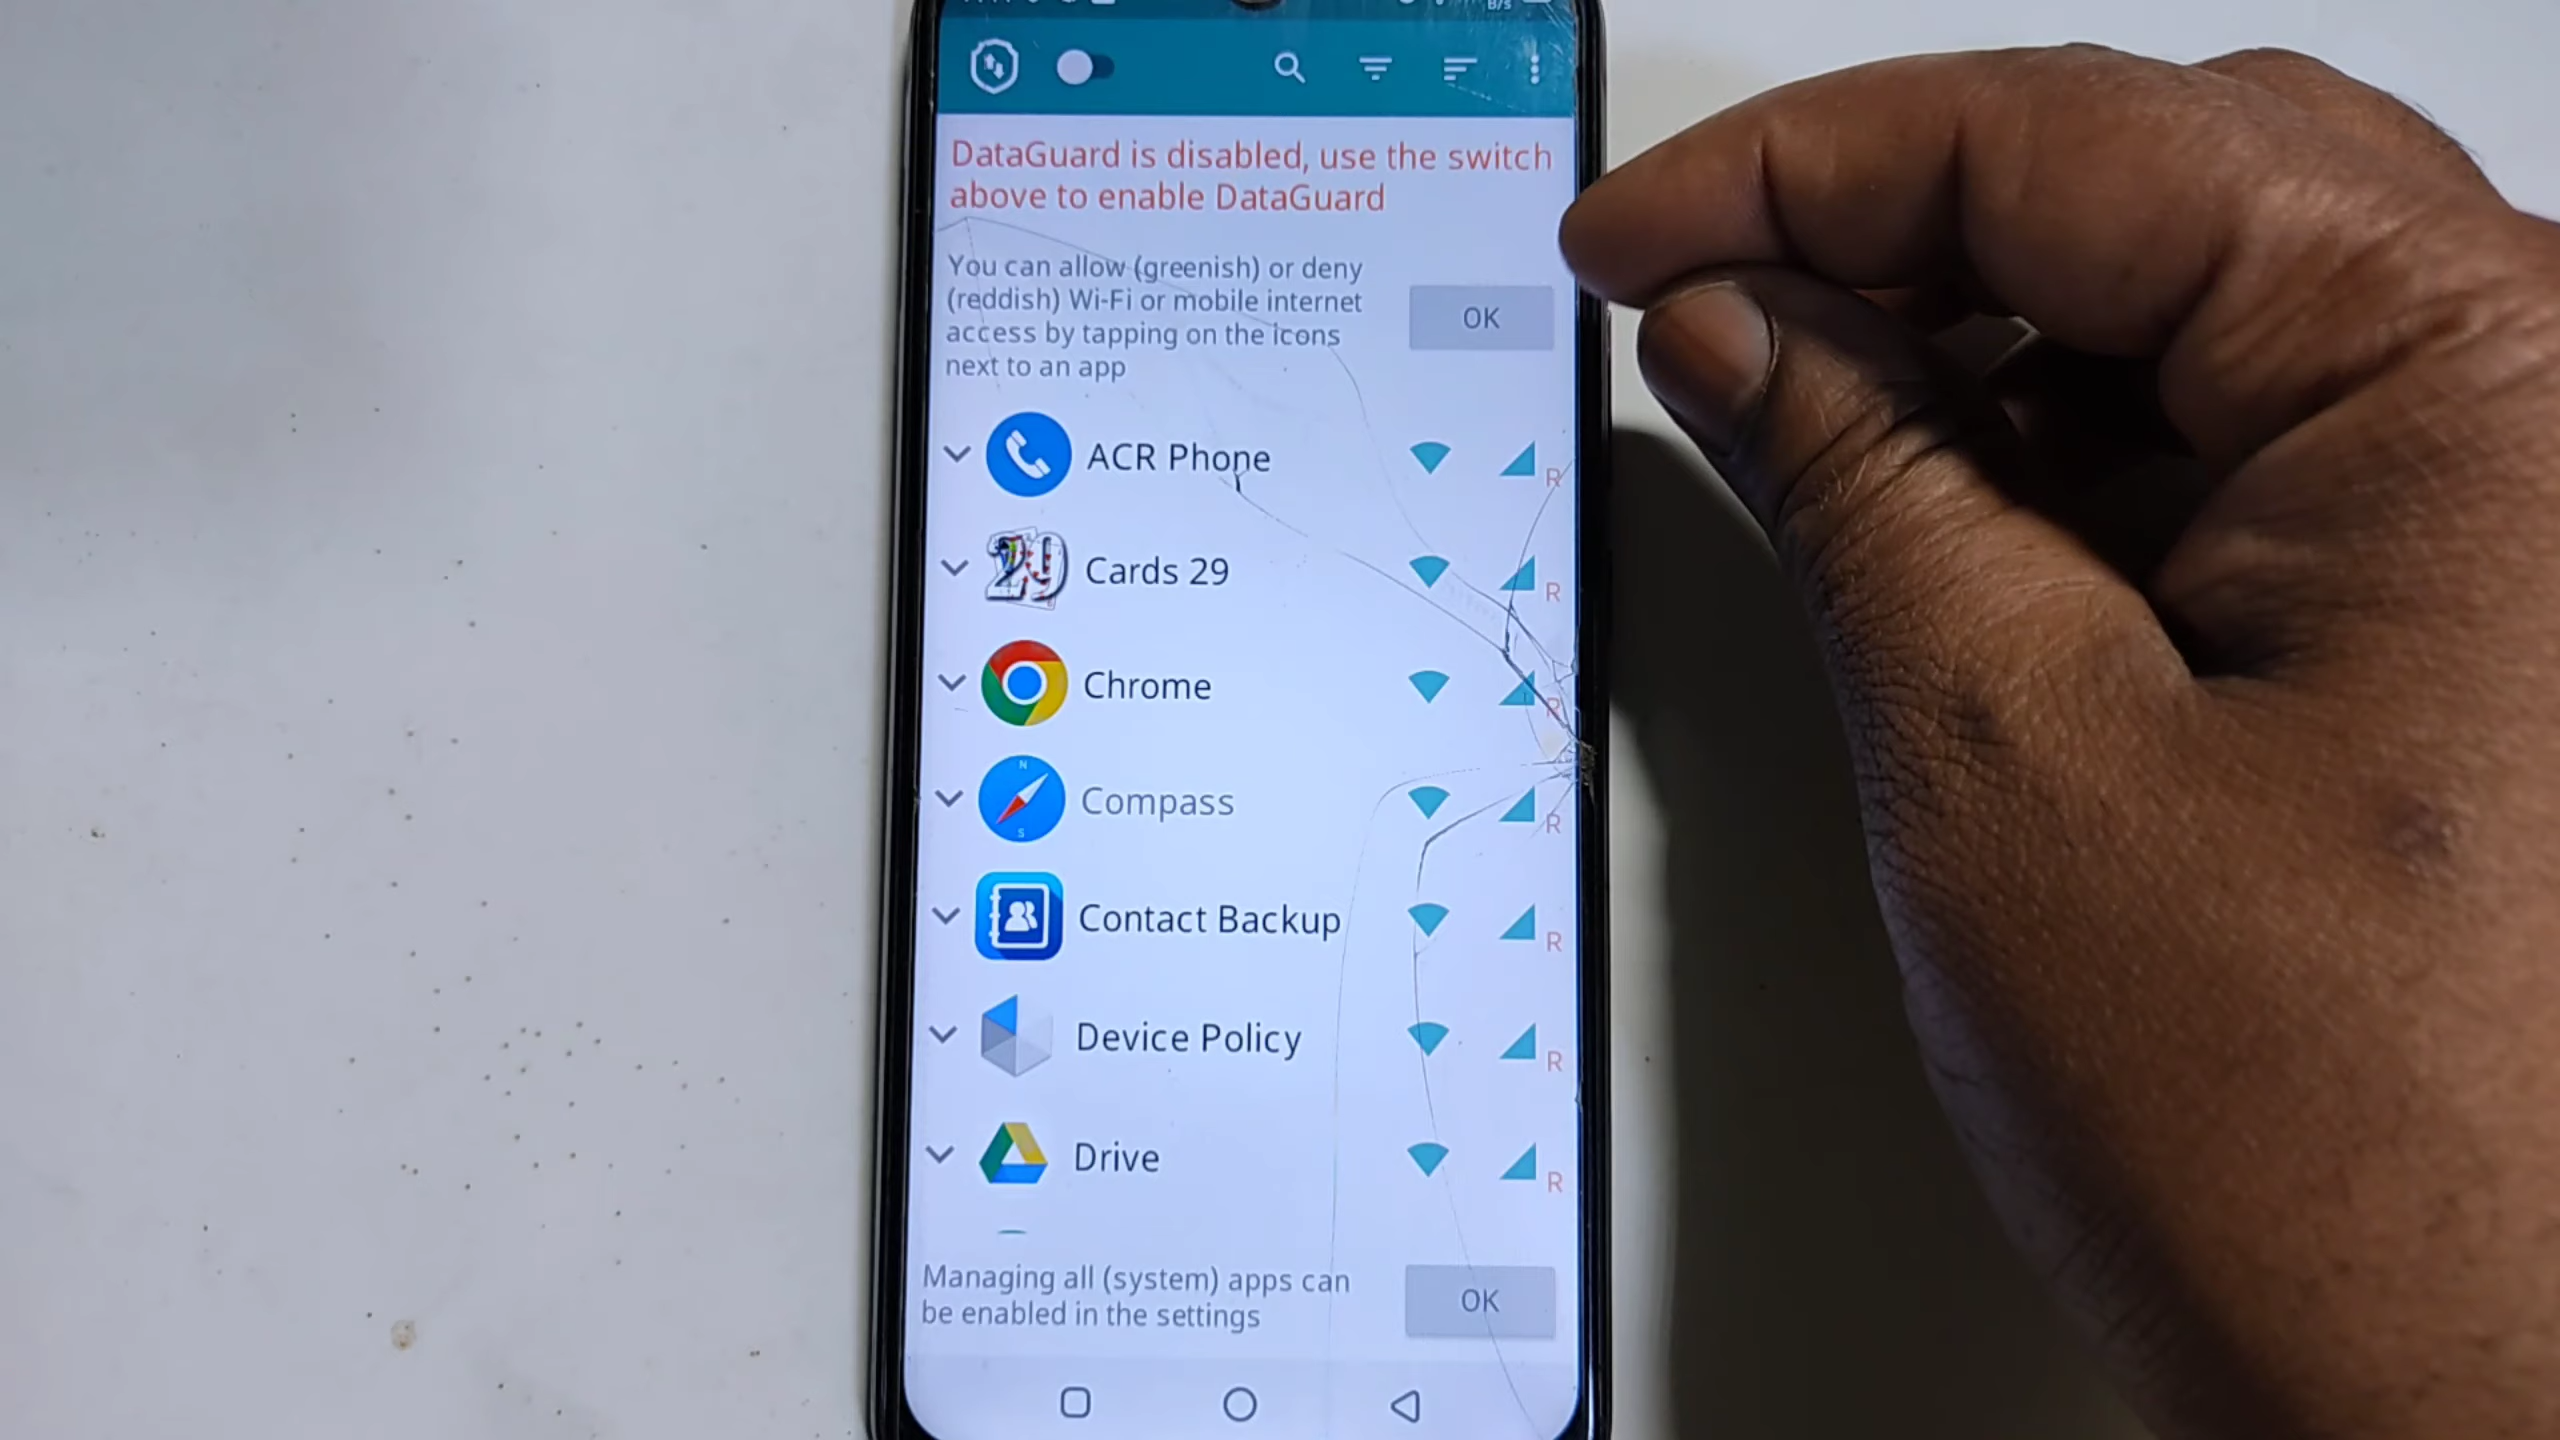 B/s
DataGuard is disabled, use the switch
above to enable DataGuard
You can allow (greenish) or deny
(reddish) Wi-Fi or mobile internet
access by tapping on the icons
next to an app
OK
ACR Phone
R
29
Cards 29
R
Chrome
R
N
S
Compass
R
Contact Backup
R
Device Policy
R
Drive
R
Managing all (system) apps can
be enabled in the settings
OK